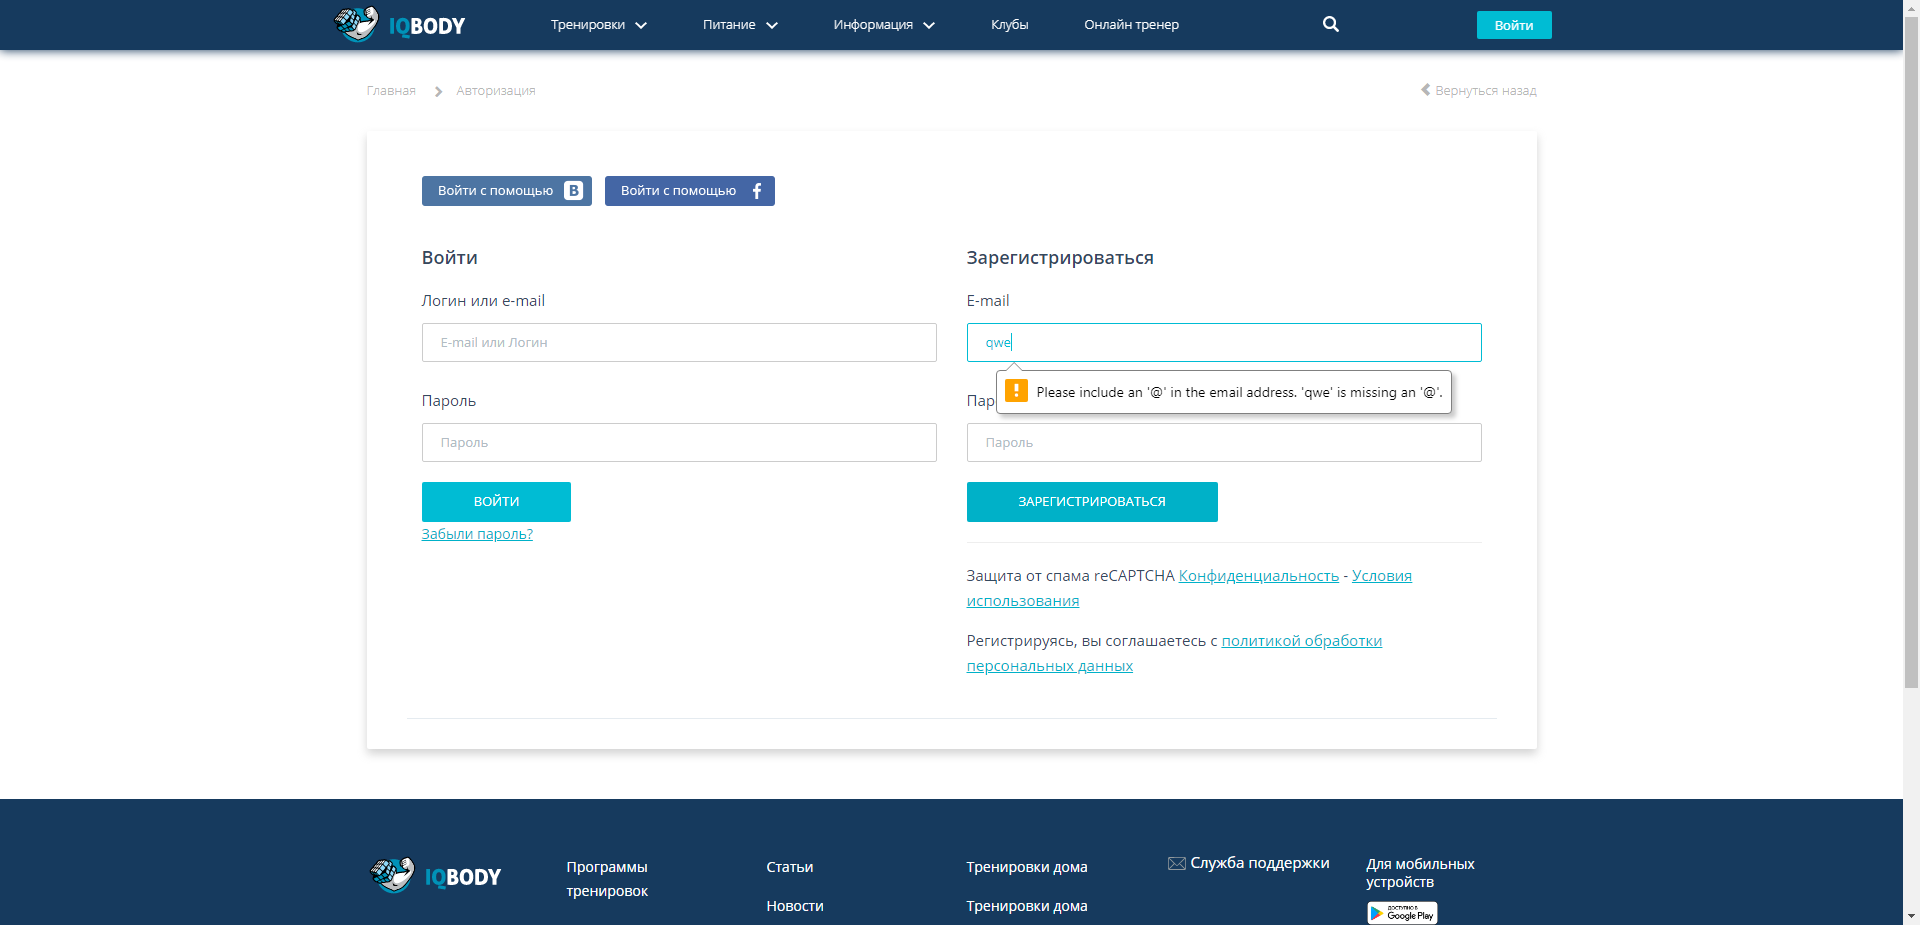 IQBODY
Тренировки
Питание
Информация
Клубы
Онлайн тренер
Войти
Главная
Авторизация
Вернуться назад
Войти с помощью B
Войти с помощью f
Войти
Логин или e-mail
E-mail или Логин
Пароль
Пароль
ВОЙТИ
Забыли пароль?
Зарегистрироваться
E-mail
qwe
Please include an '@' in the email address. 'qwe' is missing an '@'.
Пар
Пароль
ЗАРЕГИСТРИРОВАТЬСЯ
Защита от спама reCAPTCHA Конфиденциальность - Условия
использования
Регистрируясь, вы соглашаетесь с политикой обработки
персональных данных
IQBODY
Программы
тренировок
Статьи
Новости
Тренировки дома
Тренировки дома
Служба поддержки
Для мобильных
устройств
ДОСТУПНО В
Google Play